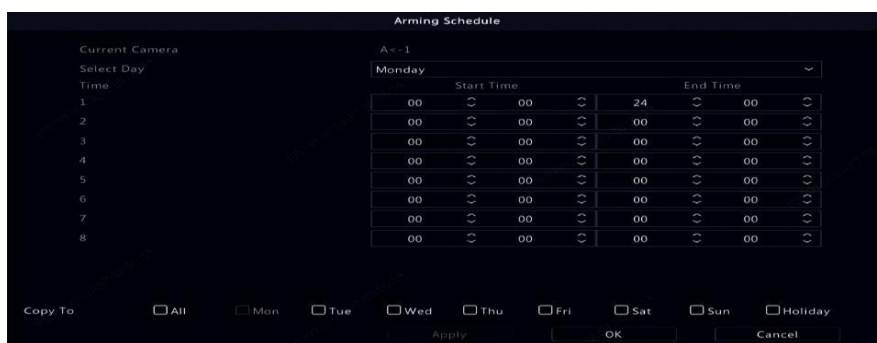 Arming Schedule
Current Camera A<-1
Select Day Monday
Time Start Time End Time
1 00 00 24 00
2 00 00 00 00
3 00 00 00 00
4 00 00 00 00
5 00 00 00 00
6 00 00 00 00
7 00 00 00 00
8 00 00 00 00
Copy To All Mon Tue Wed Thu Fri Sat Sun Holiday
Apply OK Cancel